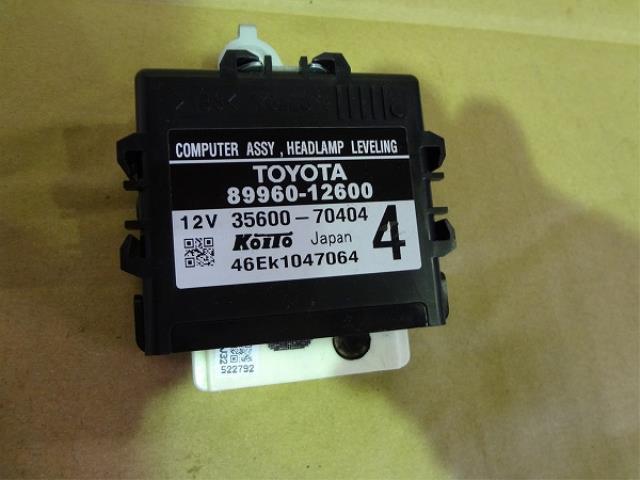 COMPUTER ASSY , HEADLAMP LEVELING
TOYOTA
89960-12600
12V 35600-70404
KOITO Japan 4
46Ek1047064
522792